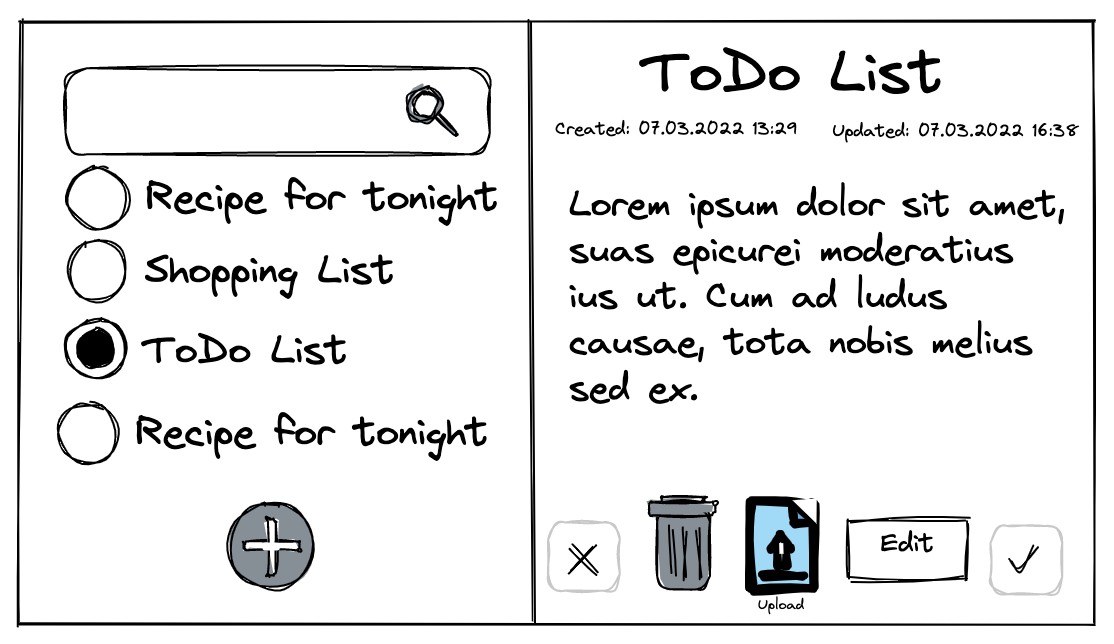 Recipe for tonight
Shopping List
ToDo List
Recipe for tonight
ToDo List
Created: 07.03.2022 13:29
Updated: 07.03.2022 16:38
Lorem ipsum dolor sit amet,
suas epicurei moderatius
ius ut. Cum ad ludus
causae, tota nobis melius
sed ex.
Upload
Edit